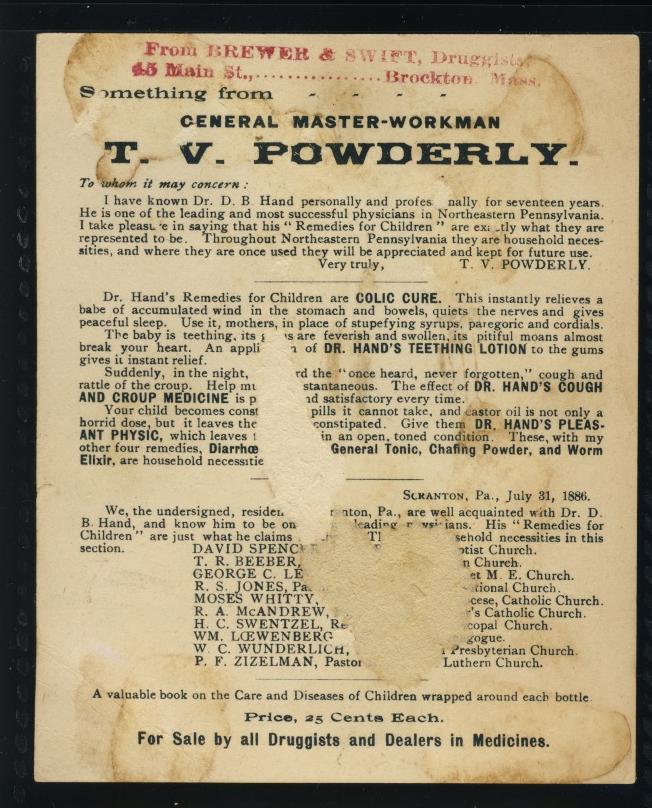 From BREWER & SWIFT, Druggists,
45 Main St.,................Brockton, Mass.
Something from - - - -
GENERAL MASTER-WORKMAN
T. V. POWDERLY.
To whom it may concern:
I have known Dr. D. B. Hand personally and profes nally for seventeen years.
He is one of the leading and most successful physicians in Northeastern Pennsylvania.
I take pleasure in saying that his "Remedies for Children" are exactly what they are
represented to be. Throughout Northeastern Pennsylvania they are household neces-
sities, and where they are once used they will be appreciated and kept for future use.
Very truly, T. V. POWDERLY.
Dr. Hand's Remedies for Children are COLIC CURE. This instantly relieves a
babe of accumulated wind in the stomach and bowels, quiets the nerves and gives
peaceful sleep. Use it, mothers, in place of stupefying syrups, paregoric and cordials.
The baby is teething, its g ns are feverish and swollen, its pitiful moans almost
break your heart. An appli n of DR. HAND'S TEETHING LOTION to the gums
gives it instant relief.
Suddenly, in the night, rd the "once heard, never forgotten," cough and
rattle of the croup. Help mu stantaneous. The effect of DR. HAND'S COUGH
AND CROUP MEDICINE is p nd satisfactory every time.
Your child becomes const pills it cannot take, and castor oil is not only a
horrid dose, but it leaves the constipated. Give them DR. HAND'S PLEAS-
ANT PHYSIC, which leaves t in an open, toned condition. These, with my
other four remedies, Diarrhœ General Tonic, Chafing Powder, and Worm
Elixir, are household necessitie
SCRANTON, Pa., July 31, 1886.
We, the undersigned, residen ranton, Pa., are well acquainted with Dr. D.
B. Hand, and know him to be on leading physicians. His "Remedies for
Children" are just what he claims Th sehold necessities in this
section. DAVID SPENCE ptist Church.
T. R. BEEBER, n Church.
GEORGE C. LE et M. E. Church.
R. S. JONES, Pa ational Church.
MOSES WHITTY, cese, Catholic Church.
R. A. McANDREW, r's Catholic Church.
H. C. SWENTZEL, Re copal Church.
WM. LŒWENBERG agogue.
W. C. WUNDERLICH, Presbyterian Church.
P. F. ZIZELMAN, Pastor Luthern Church.
A valuable book on the Care and Diseases of Children wrapped around each bottle
Price, 25 Cents Each.
For Sale by all Druggists and Dealers in Medicines.